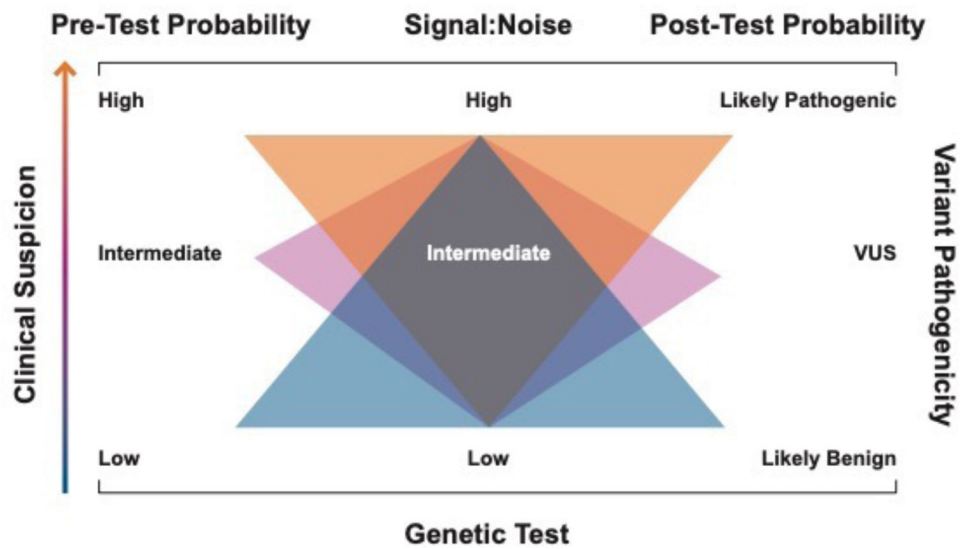 Pre-Test Probability Signal:Noise Post-Test Probability
High High Likely Pathogenic
Clinical Suspicion
Intermediate Intermediate VUS
Variant Pathogenicity
Low Low Likely Benign
Genetic Test